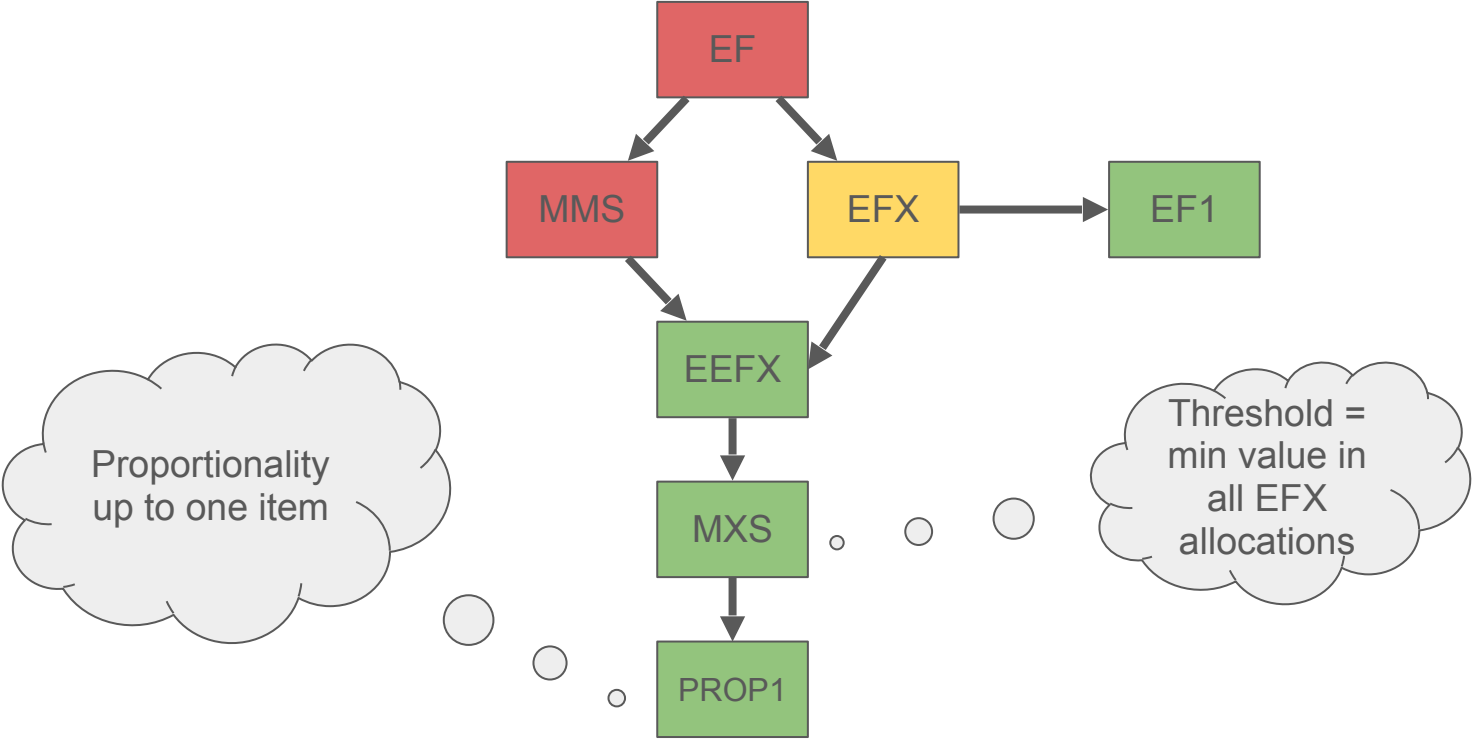 EF
MMS
EFX
EF1
EEFX
Proportionality
up to one item
Threshold =
min value in
all EFX
allocations
MXS
PROP1